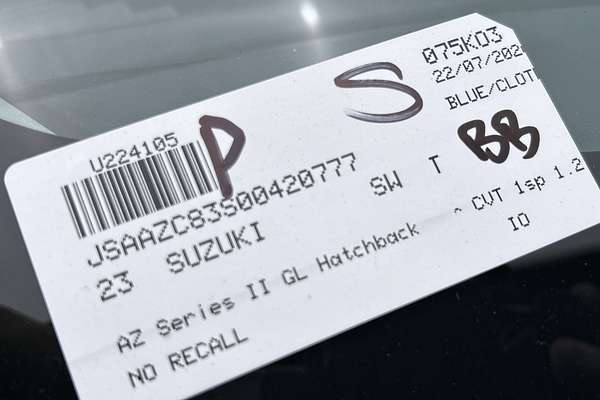 075K03
22/07/202
BLUE/CLOT
U224105 P S BB
JSAAZC83S00420777 SW T
23 SUZUKI
AZ Series II GL Hatchback - CVT 1sp 1.2
IO
NO RECALL